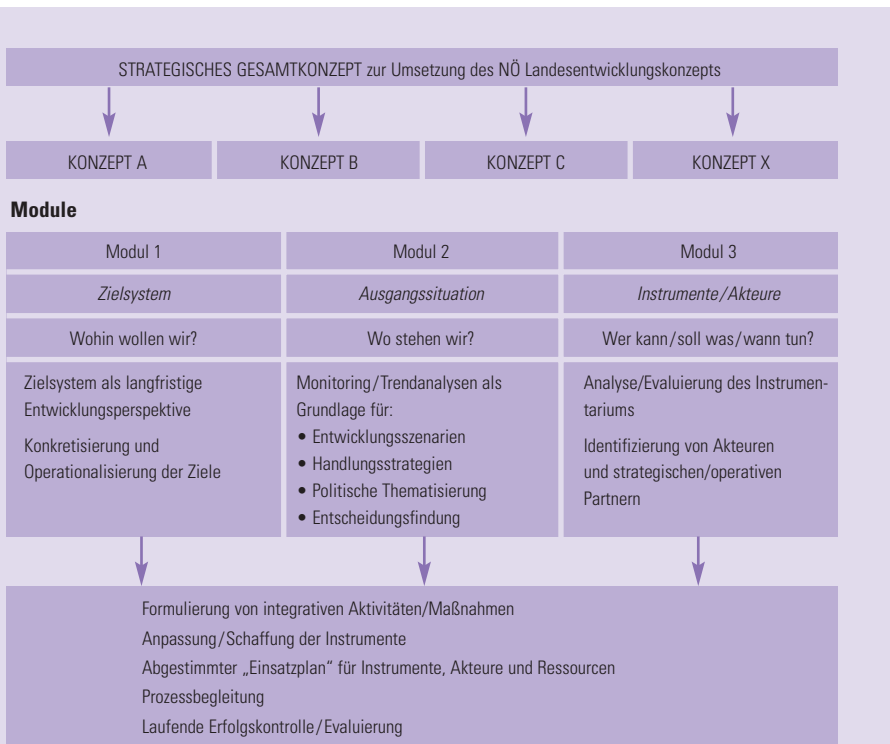 STRATEGISCHES GESAMTKONZEPT zur Umsetzung des NÖ Landesentwicklungskonzepts
KONZEPT A
KONZEPT B
KONZEPT C
KONZEPT X
Module
Modul 1
Modul 2
Modul 3
Zielsystem
Ausgangssituation
Instrumente/Akteure
Wohin wollen wir?
Wo stehen wir?
Wer kann/soll was/wann tun?
Zielsystem als langfristige
Entwicklungsperspektive
Konkretisierung und
Operationalisierung der Ziele
Monitoring/Trendanalysen als
Grundlage für:
• Entwicklungsszenarien
• Handlungsstrategien
• Politische Thematisierung
• Entscheidungsfindung
Analyse/Evaluierung des Instrumen-
tariums
Identifizierung von Akteuren
und strategischen/operativen
Partnern
Formulierung von integrativen Aktivitäten/Maßnahmen
Anpassung/Schaffung der Instrumente
Abgestimmter „Einsatzplan" für Instrumente, Akteure und Ressourcen
Prozessbegleitung
Laufende Erfolgskontrolle/Evaluierung